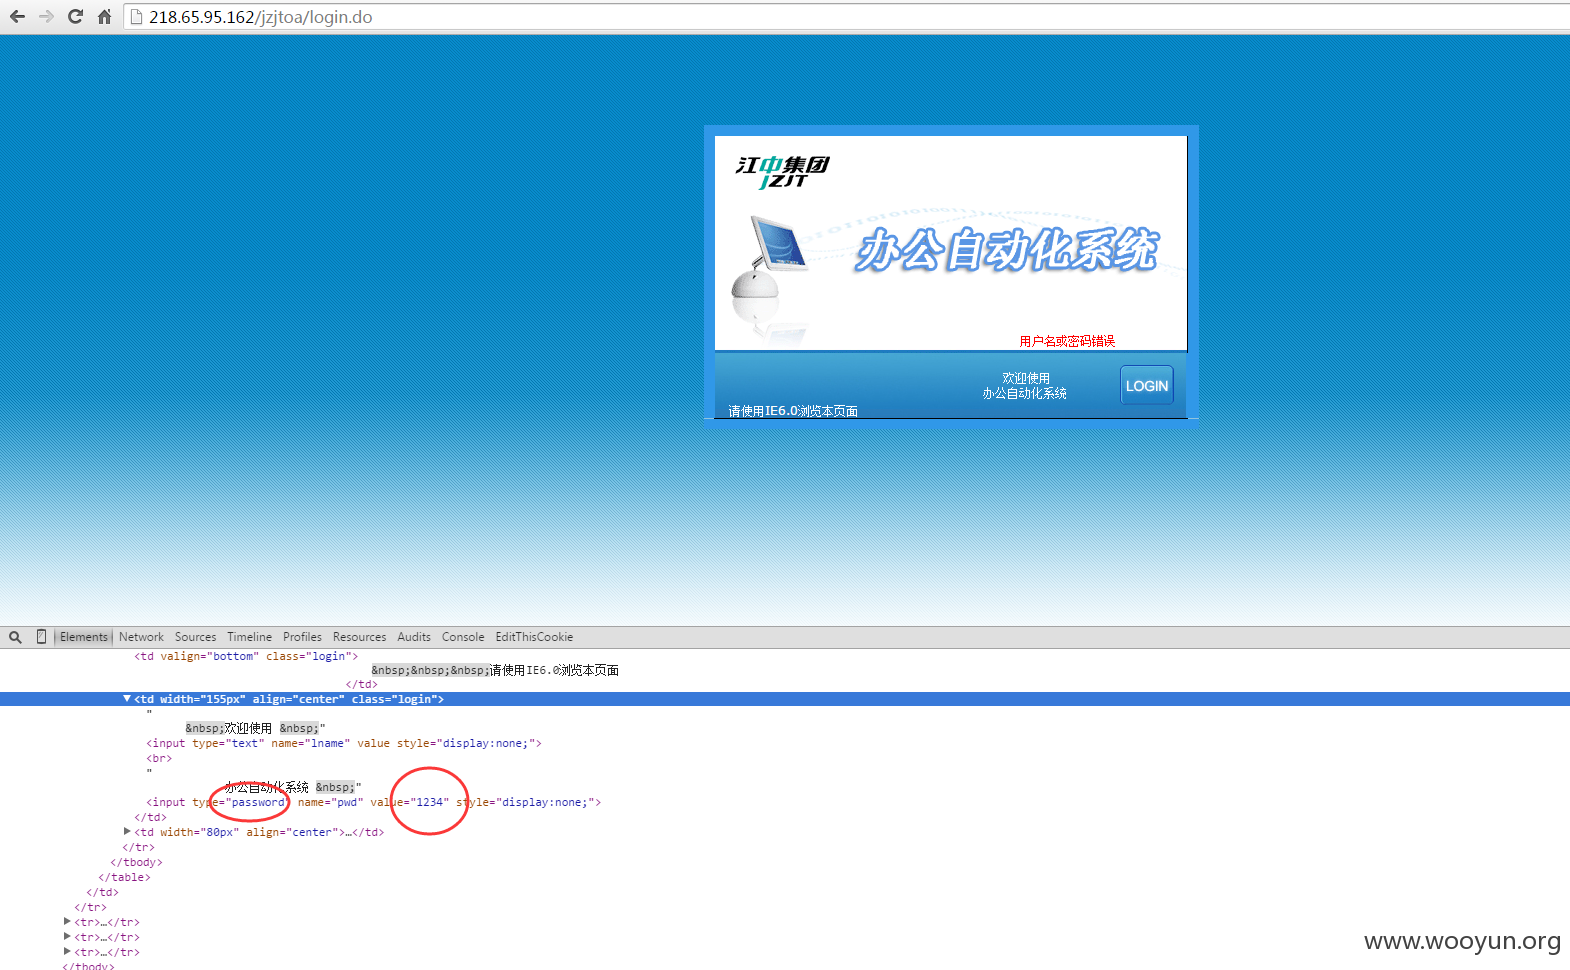 218.65.95.162/jzjtoa/login.do
江中集团
JZJT
办公自动化系统
用户名或密码错误
欢迎使用
办公自动化系统
LOGIN
请使用IE6.0浏览本页面
Elements Network Sources Timeline Profiles Resources Audits Console EditThisCookie
<td valign="bottom" class="login">
&nbsp;&nbsp;&nbsp;请使用IE6.0浏览本页面
</td>
▼<td width="155px" align="center" class="login">
"
&nbsp;欢迎使用 &nbsp;"
<input type="text" name="lname" value style="display:none;">
<br>
"
办公自动化系统 &nbsp;"
<input type="password" name="pwd" value="1234" style="display:none;">
</td>
▶<td width="80px" align="center">…</td>
</tr>
</tbody>
</table>
</td>
</tr>
▶<tr>…</tr>
▶<tr>…</tr>
▶<tr>…</tr>
</tbody>
www.wooyun.org